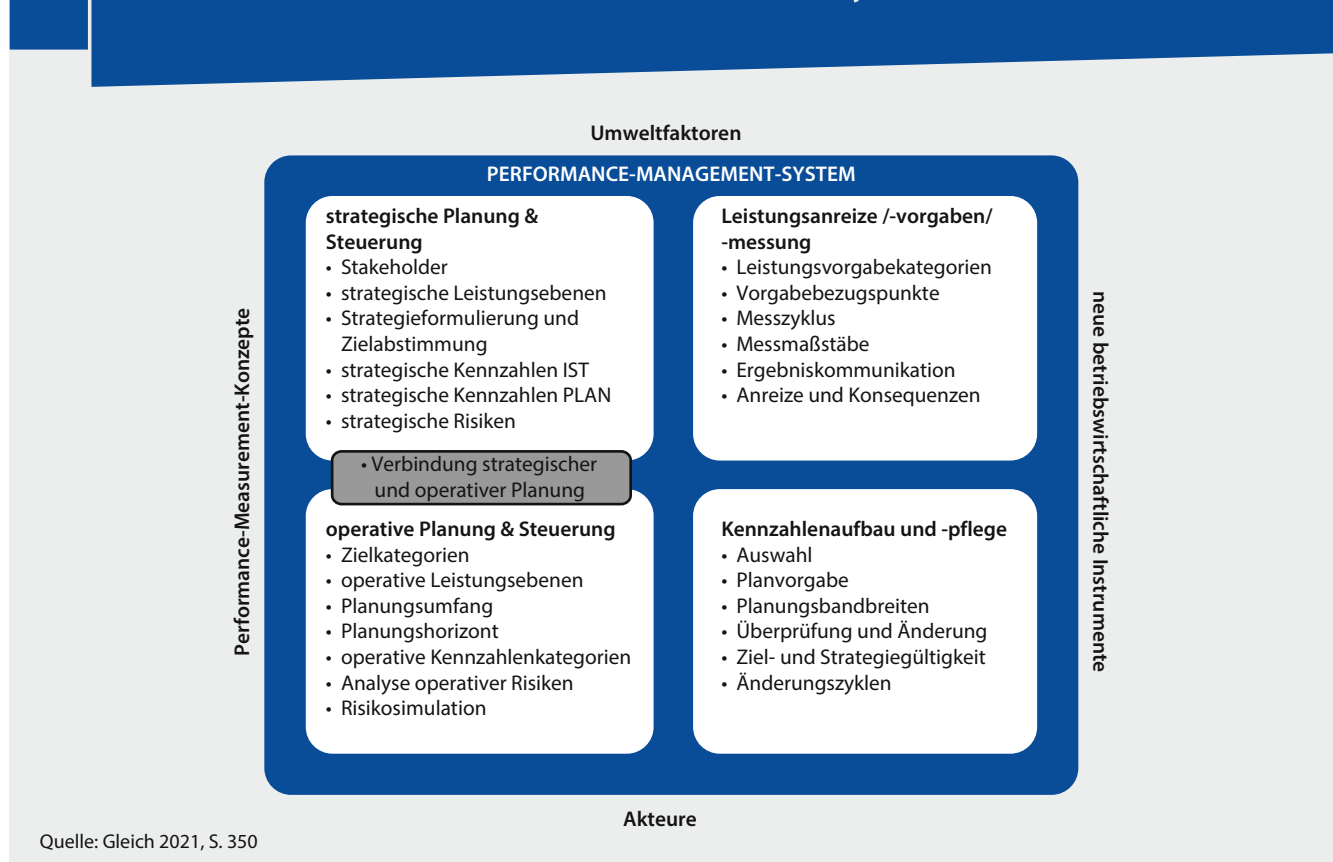 Umweltfaktoren
PERFORMANCE-MANAGEMENT-SYSTEM
strategische Planung &
Steuerung
• Stakeholder
• strategische Leistungsebenen
• Strategieformulierung und
Zielabstimmung
• strategische Kennzahlen IST
• strategische Kennzahlen PLAN
• strategische Risiken
Leistungsanreize /-vorgaben/
-messung
• Leistungsvorgabekategorien
• Vorgabebezugspunkte
• Messzyklus
• Messmaßstäbe
• Ergebniskommunikation
• Anreize und Konsequenzen
• Verbindung strategischer
und operativer Planung
operative Planung & Steuerung
• Zielkategorien
• operative Leistungsebenen
• Planungsumfang
• Planungshorizont
• operative Kennzahlenkategorien
• Analyse operativer Risiken
• Risikosimulation
Kennzahlenaufbau und -pflege
• Auswahl
• Planvorgabe
• Planungsbandbreiten
• Überprüfung und Änderung
• Ziel- und Strategiegültigkeit
• Änderungszyklen
Performance-Measurement-Konzepte
neue betriebswirtschaftliche Instrumente
Akteure
Quelle: Gleich 2021, S. 350